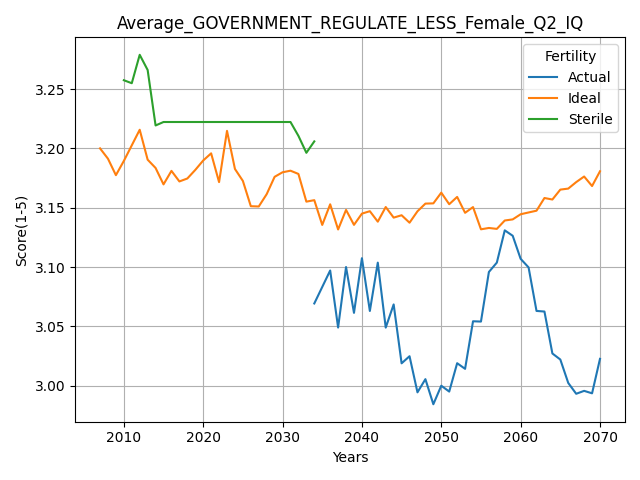 Average_GOVERNMENT_REGULATE_LESS_Female_Q2_IQ
Fertility
Actual
Ideal
Sterile
Score(1-5)
3.25
3.20
3.15
3.10
3.05
3.00
2010 2020 2030 2040 2050 2060 2070
Years